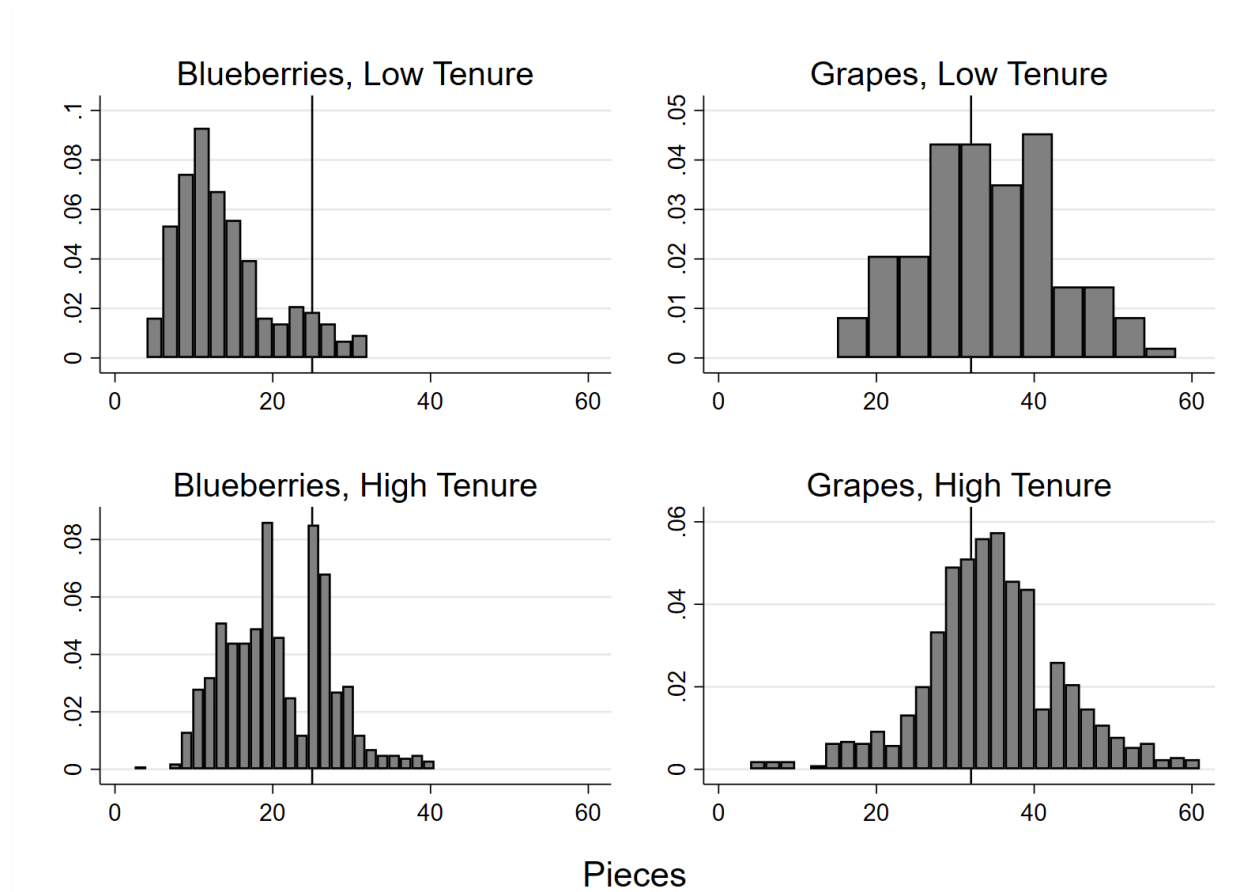 Blueberries, Low Tenure
.1
.08
.06
.04
.02
0
0 20 40 60
Grapes, Low Tenure
.05
.04
.03
.02
.01
0
0 20 40 60
Blueberries, High Tenure
.08
.06
.04
.02
0
0 20 40 60
Grapes, High Tenure
.06
.04
.02
0
0 20 40 60
Pieces